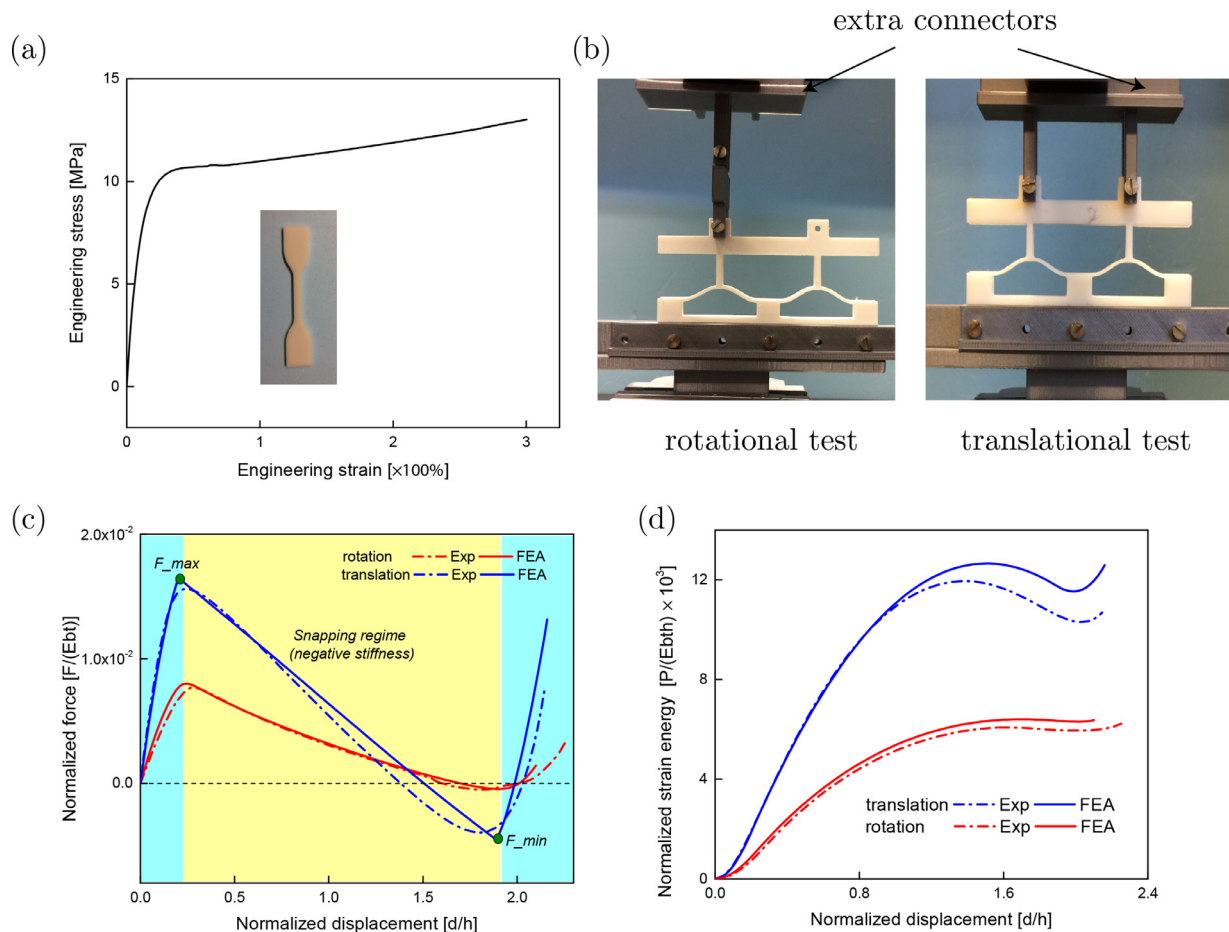 extra connectors
(a)
(b)
15
10
5
0
Engineering stress [MPa]
0 1 2 3
Engineering strain [×100%]
rotational test
translational test
(c)
(d)
2.0x10⁻²
1.0x10⁻²
0.0
Normalized force [F/(Ebt)]
F_max
rotation Exp FEA
translation Exp FEA
Snapping regime
(negative stiffness)
F_min
0.0 0.5 1.0 1.5 2.0
Normalized displacement [d/h]
12
8
4
0
Normalized strain energy [P/(Ebth) × 10³)
translation Exp FEA
rotation Exp FEA
0.0 0.8 1.6 2.4
Normalized displacement [d/h]